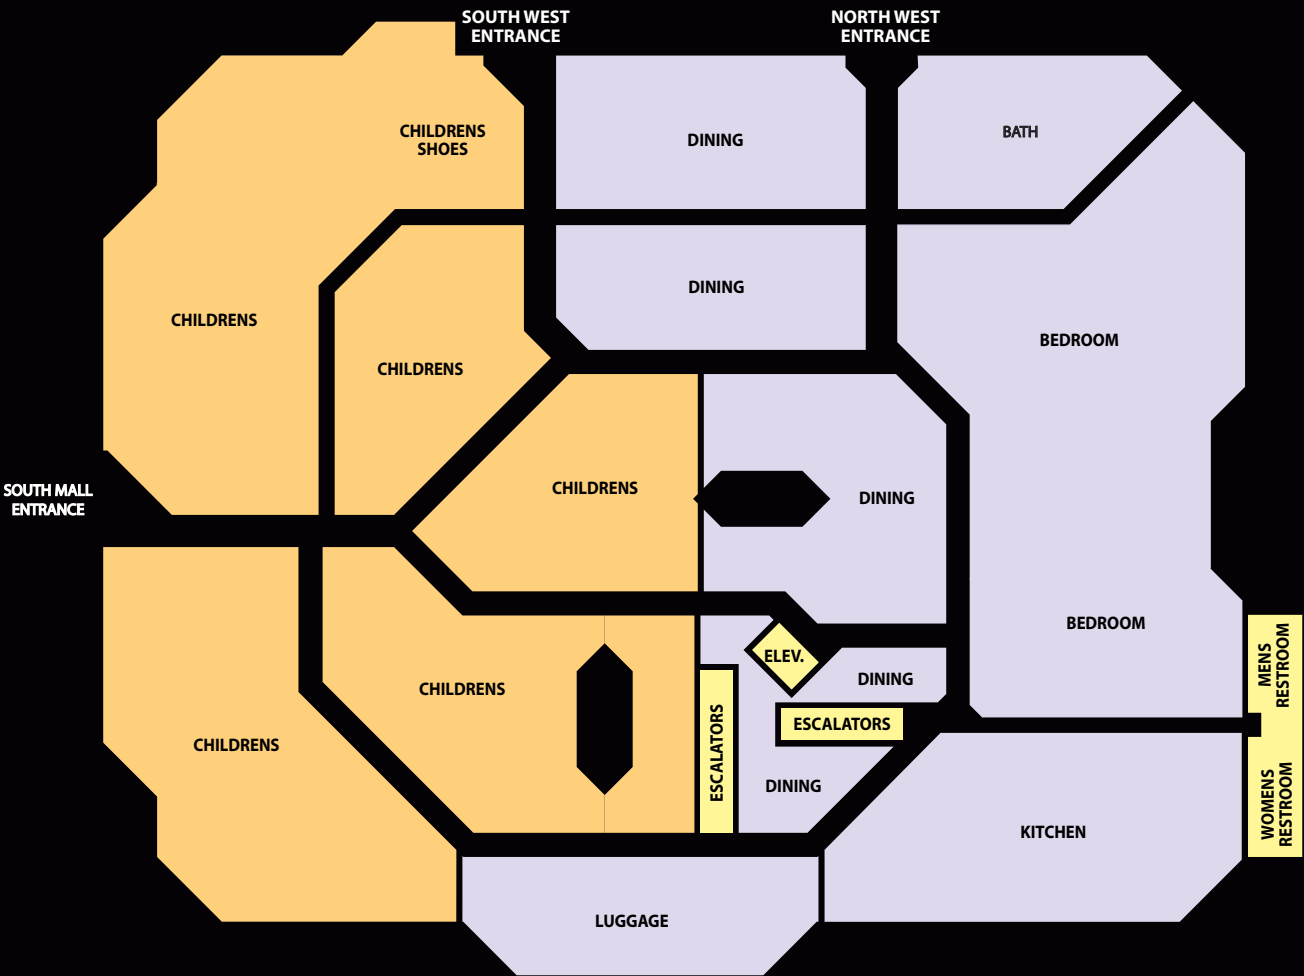 SOUTH WEST
ENTRANCE
NORTH WEST
ENTRANCE
CHILDRENS
SHOES
DINING
BATH
DINING
CHILDRENS
BEDROOM
CHILDRENS
SOUTH MALL
ENTRANCE
CHILDRENS
DINING
BEDROOM
MENS
RESTROOM
ELEV.
DINING
CHILDRENS
ESCALATORS
ESCALATORS
CHILDRENS
DINING
WOMENS
RESTROOM
KITCHEN
LUGGAGE